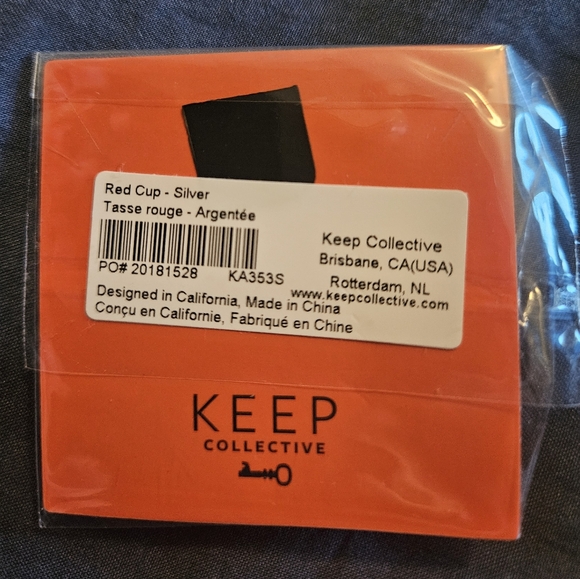 Red Cup - Silver
Tasse rouge - Argentée
PO# 20181528 KA353S
Keep Collective
Brisbane, CA(USA)
Rotterdam, NL
www.keepcollective.com
Designed in California, Made in China
Conçu en Californie, Fabriqué en Chine
KEEP
COLLECTIVE